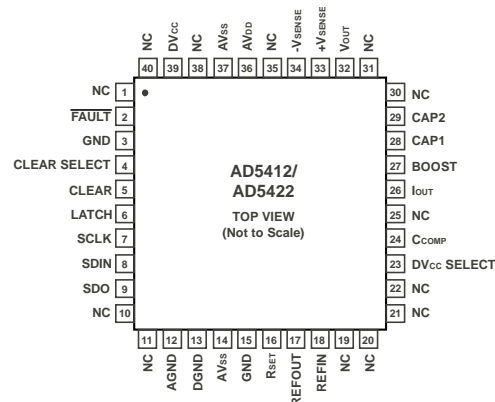 NC
DVCC
NC
AVSS
AVDD
NC
-VSENSE
+VSENSE
VOUT
NC
40 39 38 37 36 35 34 33 32 31
NC 1
FAULT 2
GND 3
CLEAR SELECT 4
CLEAR 5
LATCH 6
SCLK 7
SDIN 8
SDO 9
NC 10
AD5412/
AD5422
TOP VIEW
(Not to Scale)
30 NC
29 CAP2
28 CAP1
27 BOOST
26 IOUT
25 NC
24 CCOMP
23 DVCC SELECT
22 NC
21 NC
11 12 13 14 15 16 17 18 19 20
NC
AGND
DGND
AVSS
GND
RSET
REFOUT
REFIN
NC
NC